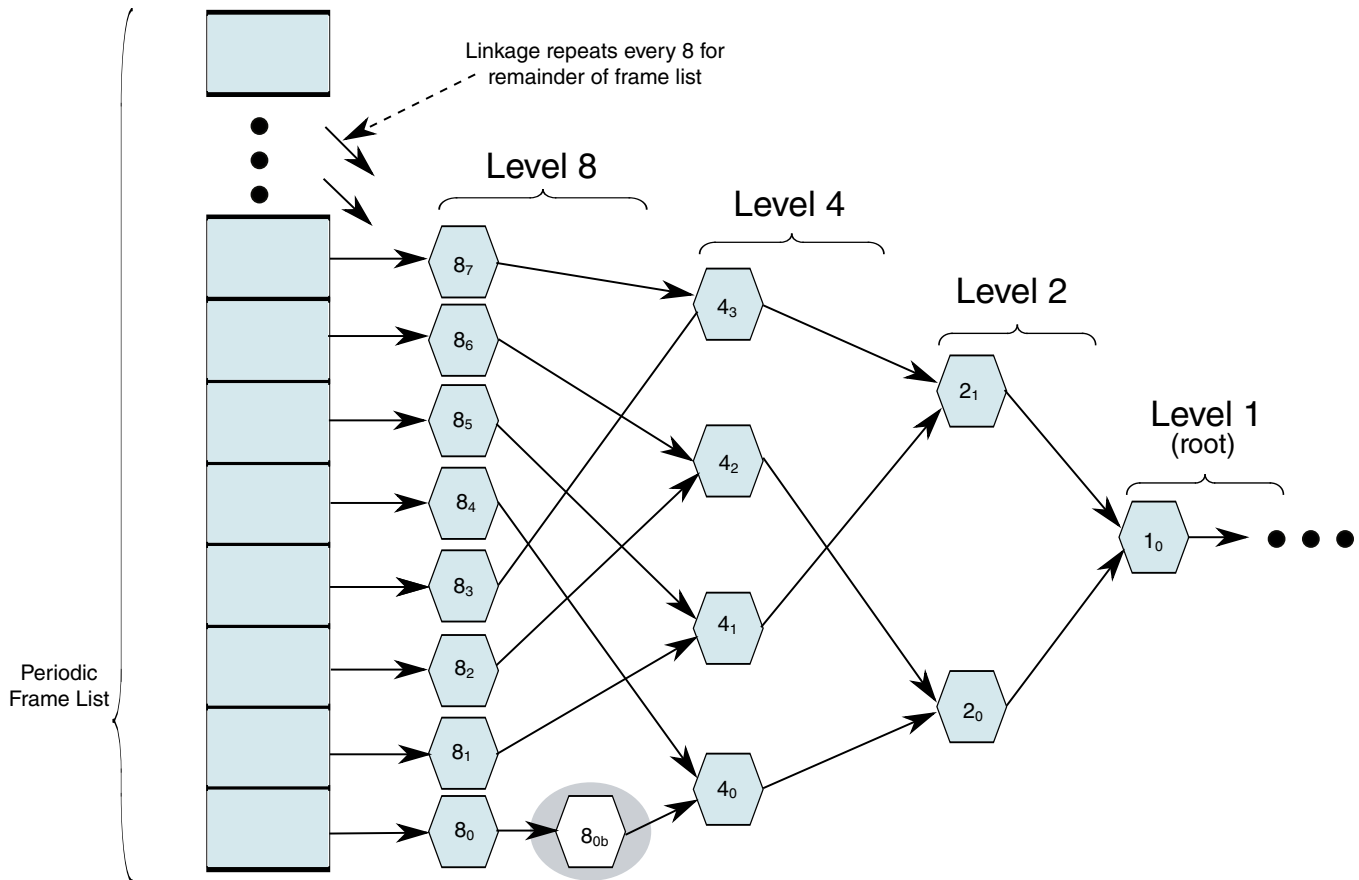 Linkage repeats every 8 for
remainder of frame list
Level 8
Level 4
Level 2
Level 1
(root)
8₇
8₆
8₅
8₄
8₃
8₂
8₁
8₀
8₀b
4₃
4₂
4₁
4₀
2₁
2₀
1₀
Periodic
Frame List